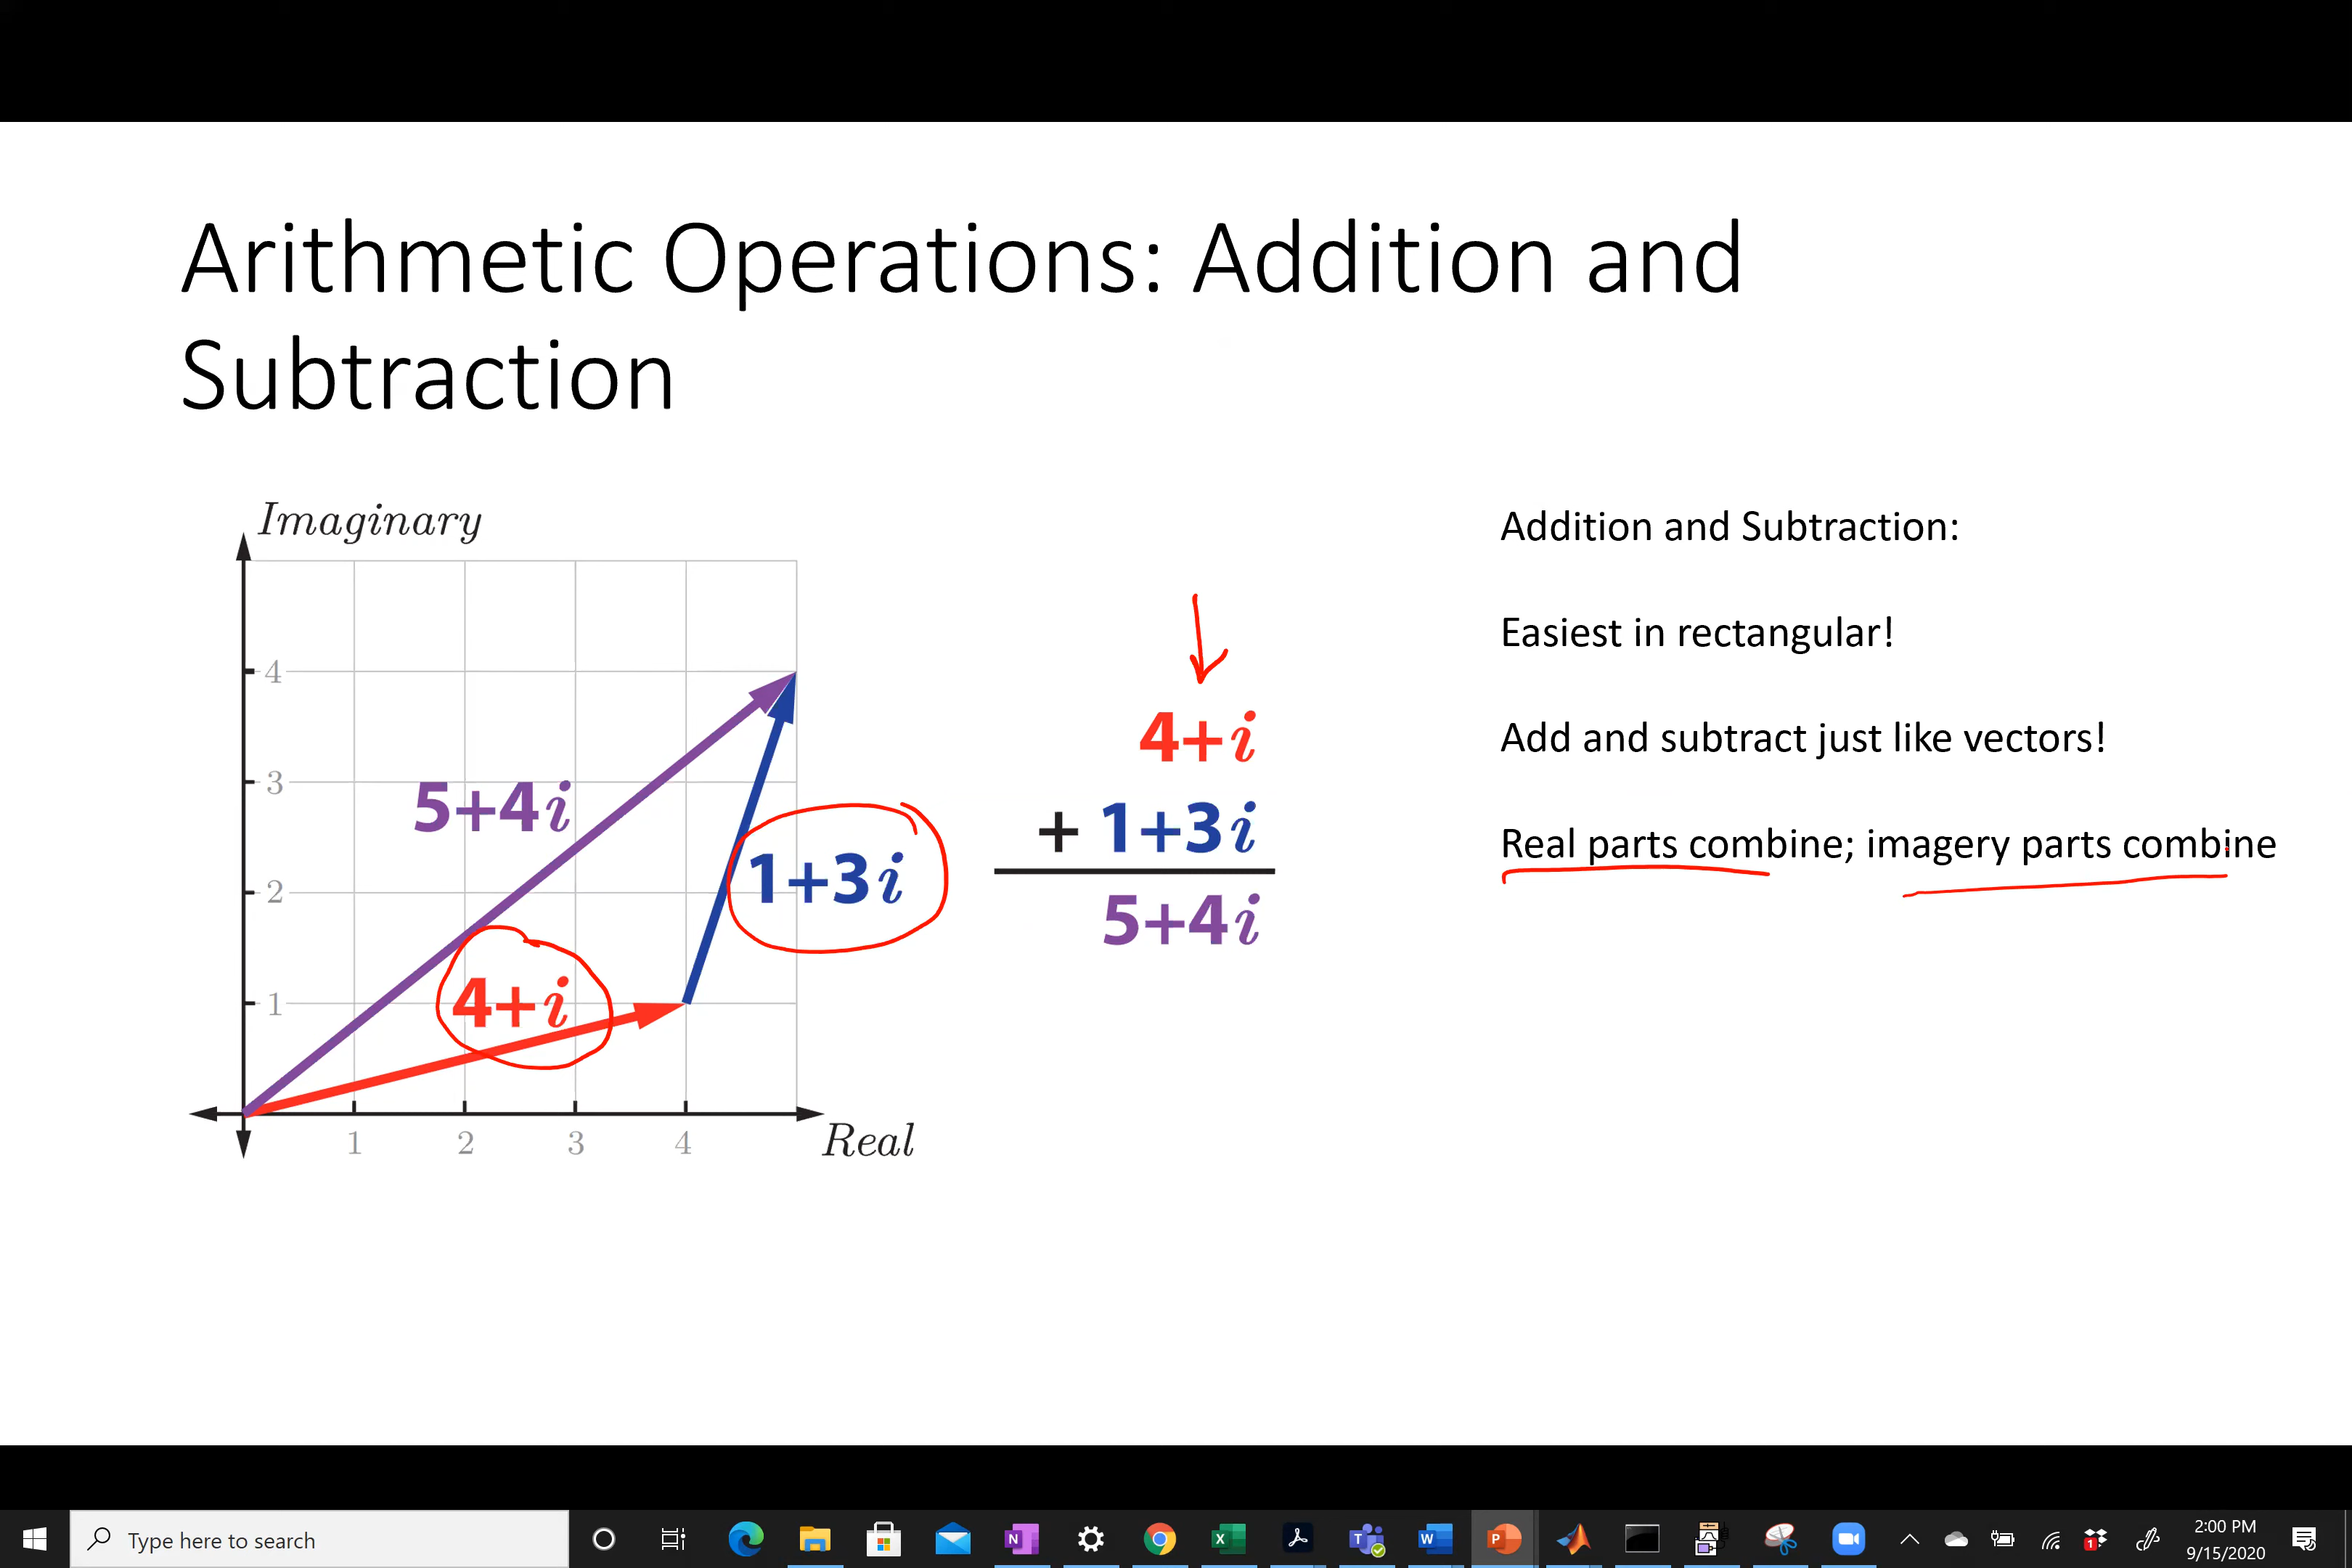 Arithmetic Operations: Addition and
Subtraction
Imaginary
4
3
2
1
5+4i
1+3i
4+i
1
2
3
4
Real
4+i
+ 1+3i
5+4i
Addition and Subtraction:
Easiest in rectangular!
Add and subtract just like vectors!
Real parts combine; imagery parts combine
Type here to search
N
X
T
W
P
1
2:00 PM
9/15/2020